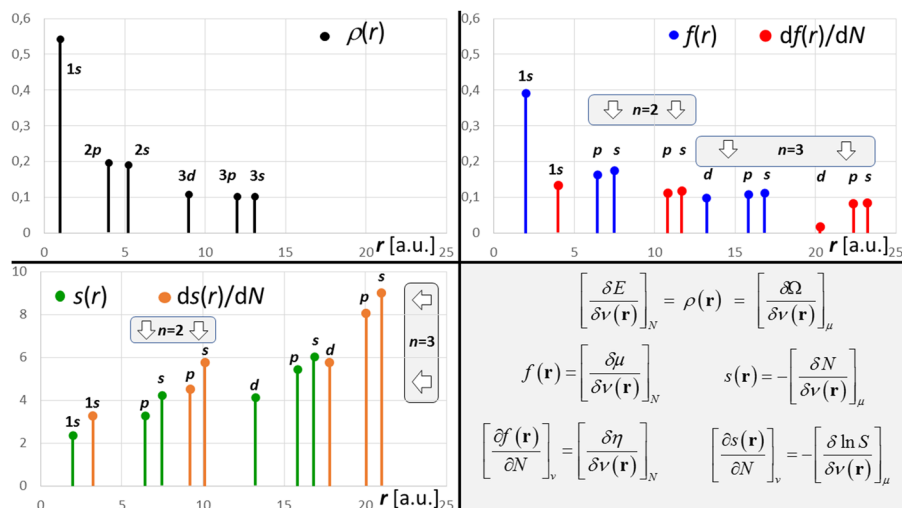 0,6
0,5
0,4
0,3
0,2
0,1
0
ρ(r)
1s
2p 2s
3d 3p 3s
0 5 10 15 20 25
r [a.u.]
0,6
0,5
0,4
0,3
0,2
0,1
0
f(r) df(r)/dN
1s
n=2
n=3
1s p s p s d p s d p s
0 5 10 15 20 25
r [a.u.]
10
8
6
4
2
0
s(r) ds(r)/dN
n=2
n=3
1s 1s p s p s d p s d p s
0 5 10 15 20 25
r [a.u.]
[δE/δν(r)]_N = ρ(r) = [∂Ω/δν(r)]_μ
f(r) = [δμ/δν(r)]_N s(r) = −[δN/δν(r)]_μ
[∂f(r)/∂N]_ν = [δη/δν(r)]_N [∂s(r)/∂N]_ν = −[δ ln S/δν(r)]_μ